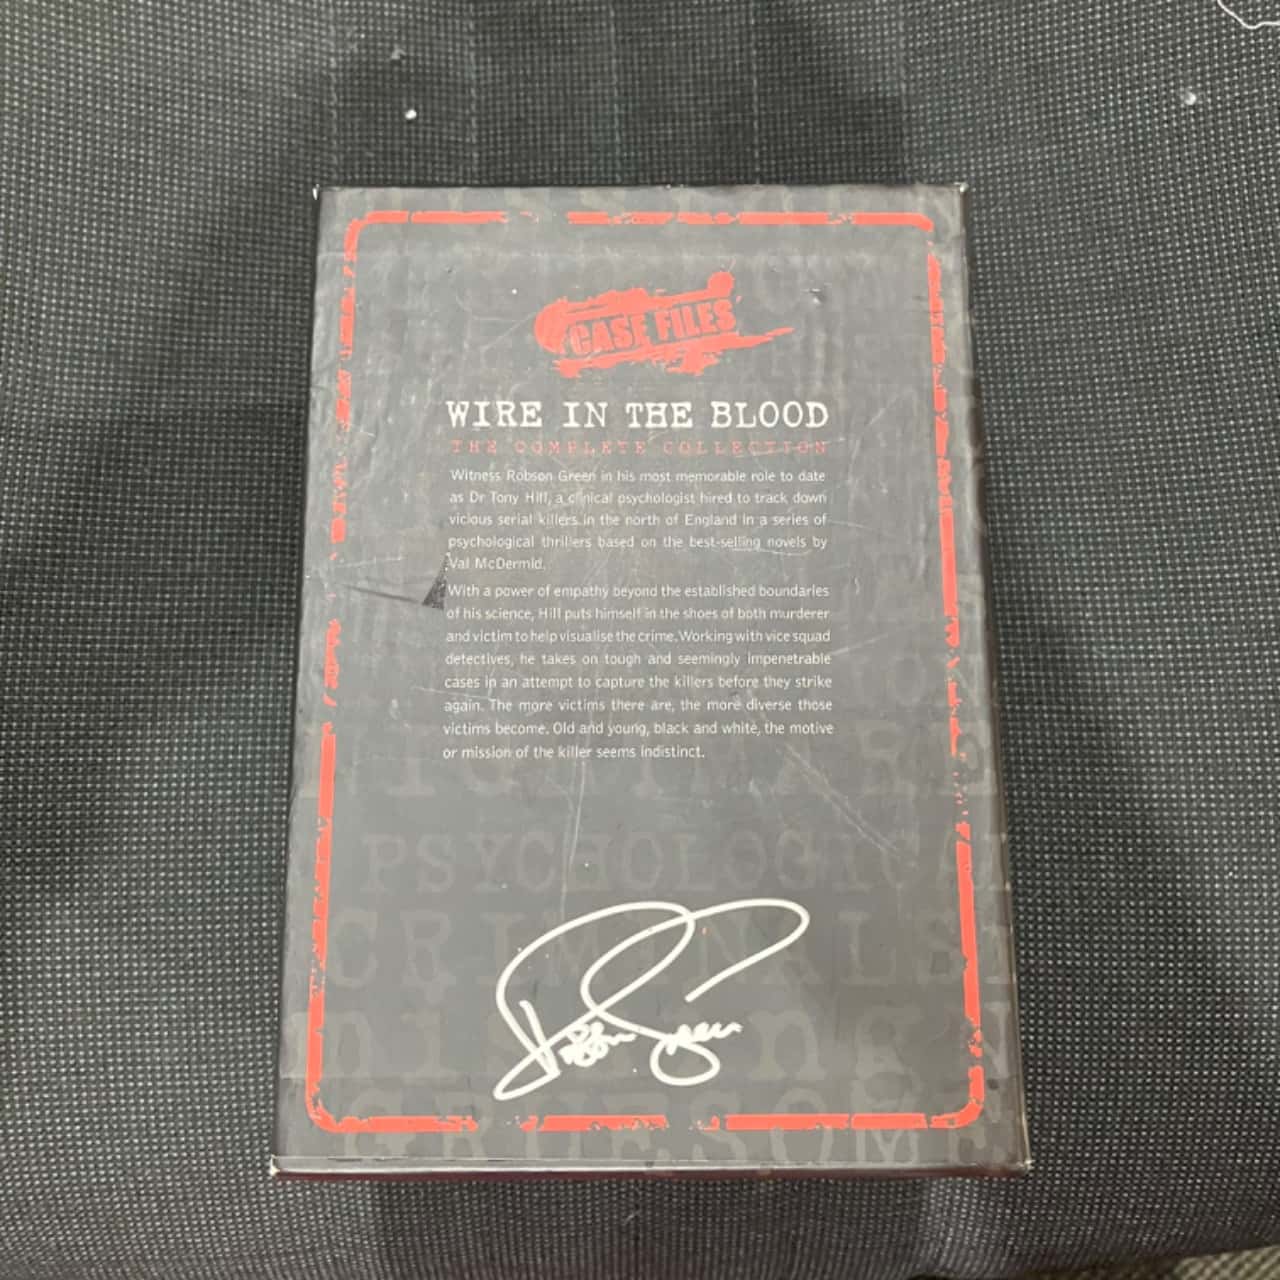 CASE FILES
WIRE IN THE BLOOD
THE COMPLETE COLLECTION
Witness Robson Green in his most memorable role to date
as Dr Tony Hill, a clinical psychologist hired to track down
vicious serial killers in the north of England in a series of
psychological thrillers based on the best-selling novels by
Val McDermid.
With a power of empathy beyond the established boundaries
of his science, Hill puts himself in the shoes of both murderer
and victim to help visualise the crime. Working with vice squad
detectives, he takes on tough and seemingly impenetrable
cases in an attempt to capture the killers before they strike
again. The more victims there are, the more diverse those
victims become. Old and young, black and white, the motive
or mission of the killer seems indistinct.
NIGHTMARE
PSYCHOLOGICAL
CRIMINALS
missing
Robson Green
GRUESOME